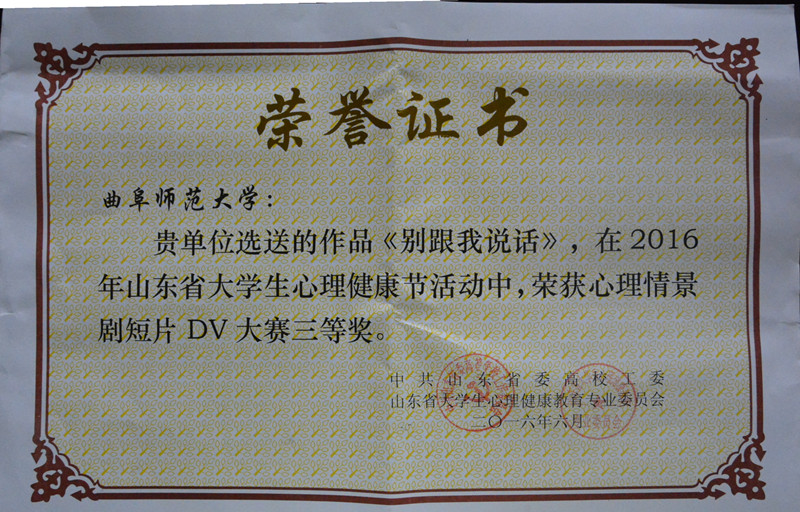 荣誉证书
曲阜师范大学：
贵单位选送的作品《别跟我说话》，在2016
年山东省大学生心理健康节活动中，荣获心理情景
剧短片 DV 大赛三等奖。
中共山东省委高校工委
山东省大学生心理健康教育专业委员会
二〇一六年六月